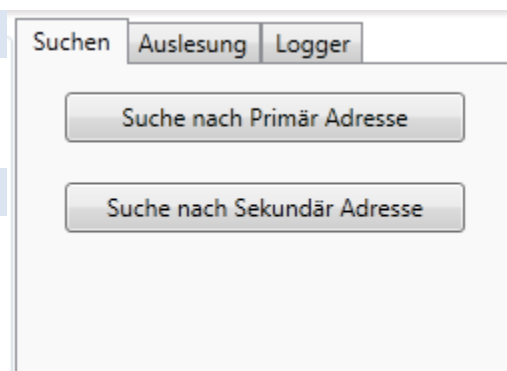 Suchen Auslesung Logger
Suche nach Primär Adresse
Suche nach Sekundär Adresse